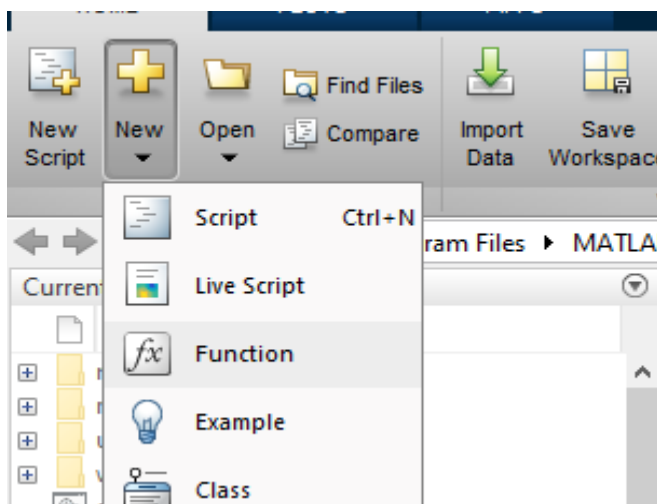 New Script
New
Open
Find Files
Compare
Import Data
Save Workspac
Script Ctrl+N
ram Files MATLA
Curren
Live Script
fx Function
Example
Class